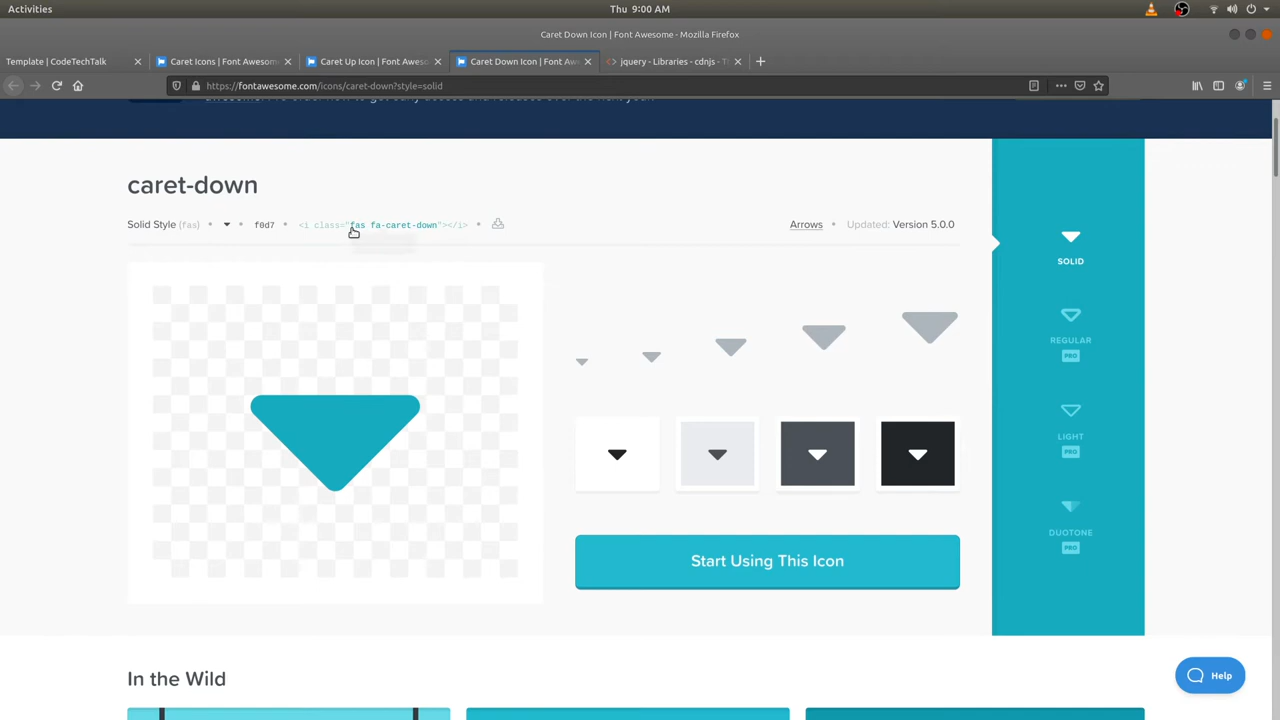 Activities
Thu 9:00 AM
Caret Down Icon | Font Awesome - Mozilla Firefox
Template | CodeTechTalk
Caret Icons | Font Awesome
Caret Up Icon | Font Aweso
Caret Down Icon | Font Awe
jquery - Libraries - cdnjs - T
https://fontawesome.com/icons/caret-down?style=solid
caret-down
Solid Style (fas) • • f0d7 • <i class="fas fa-caret-down"></i> •
Arrows • Updated: Version 5.0.0
SOLID
REGULAR
PRO
LIGHT
PRO
DUOTONE
PRO
Start Using This Icon
In the Wild
Help